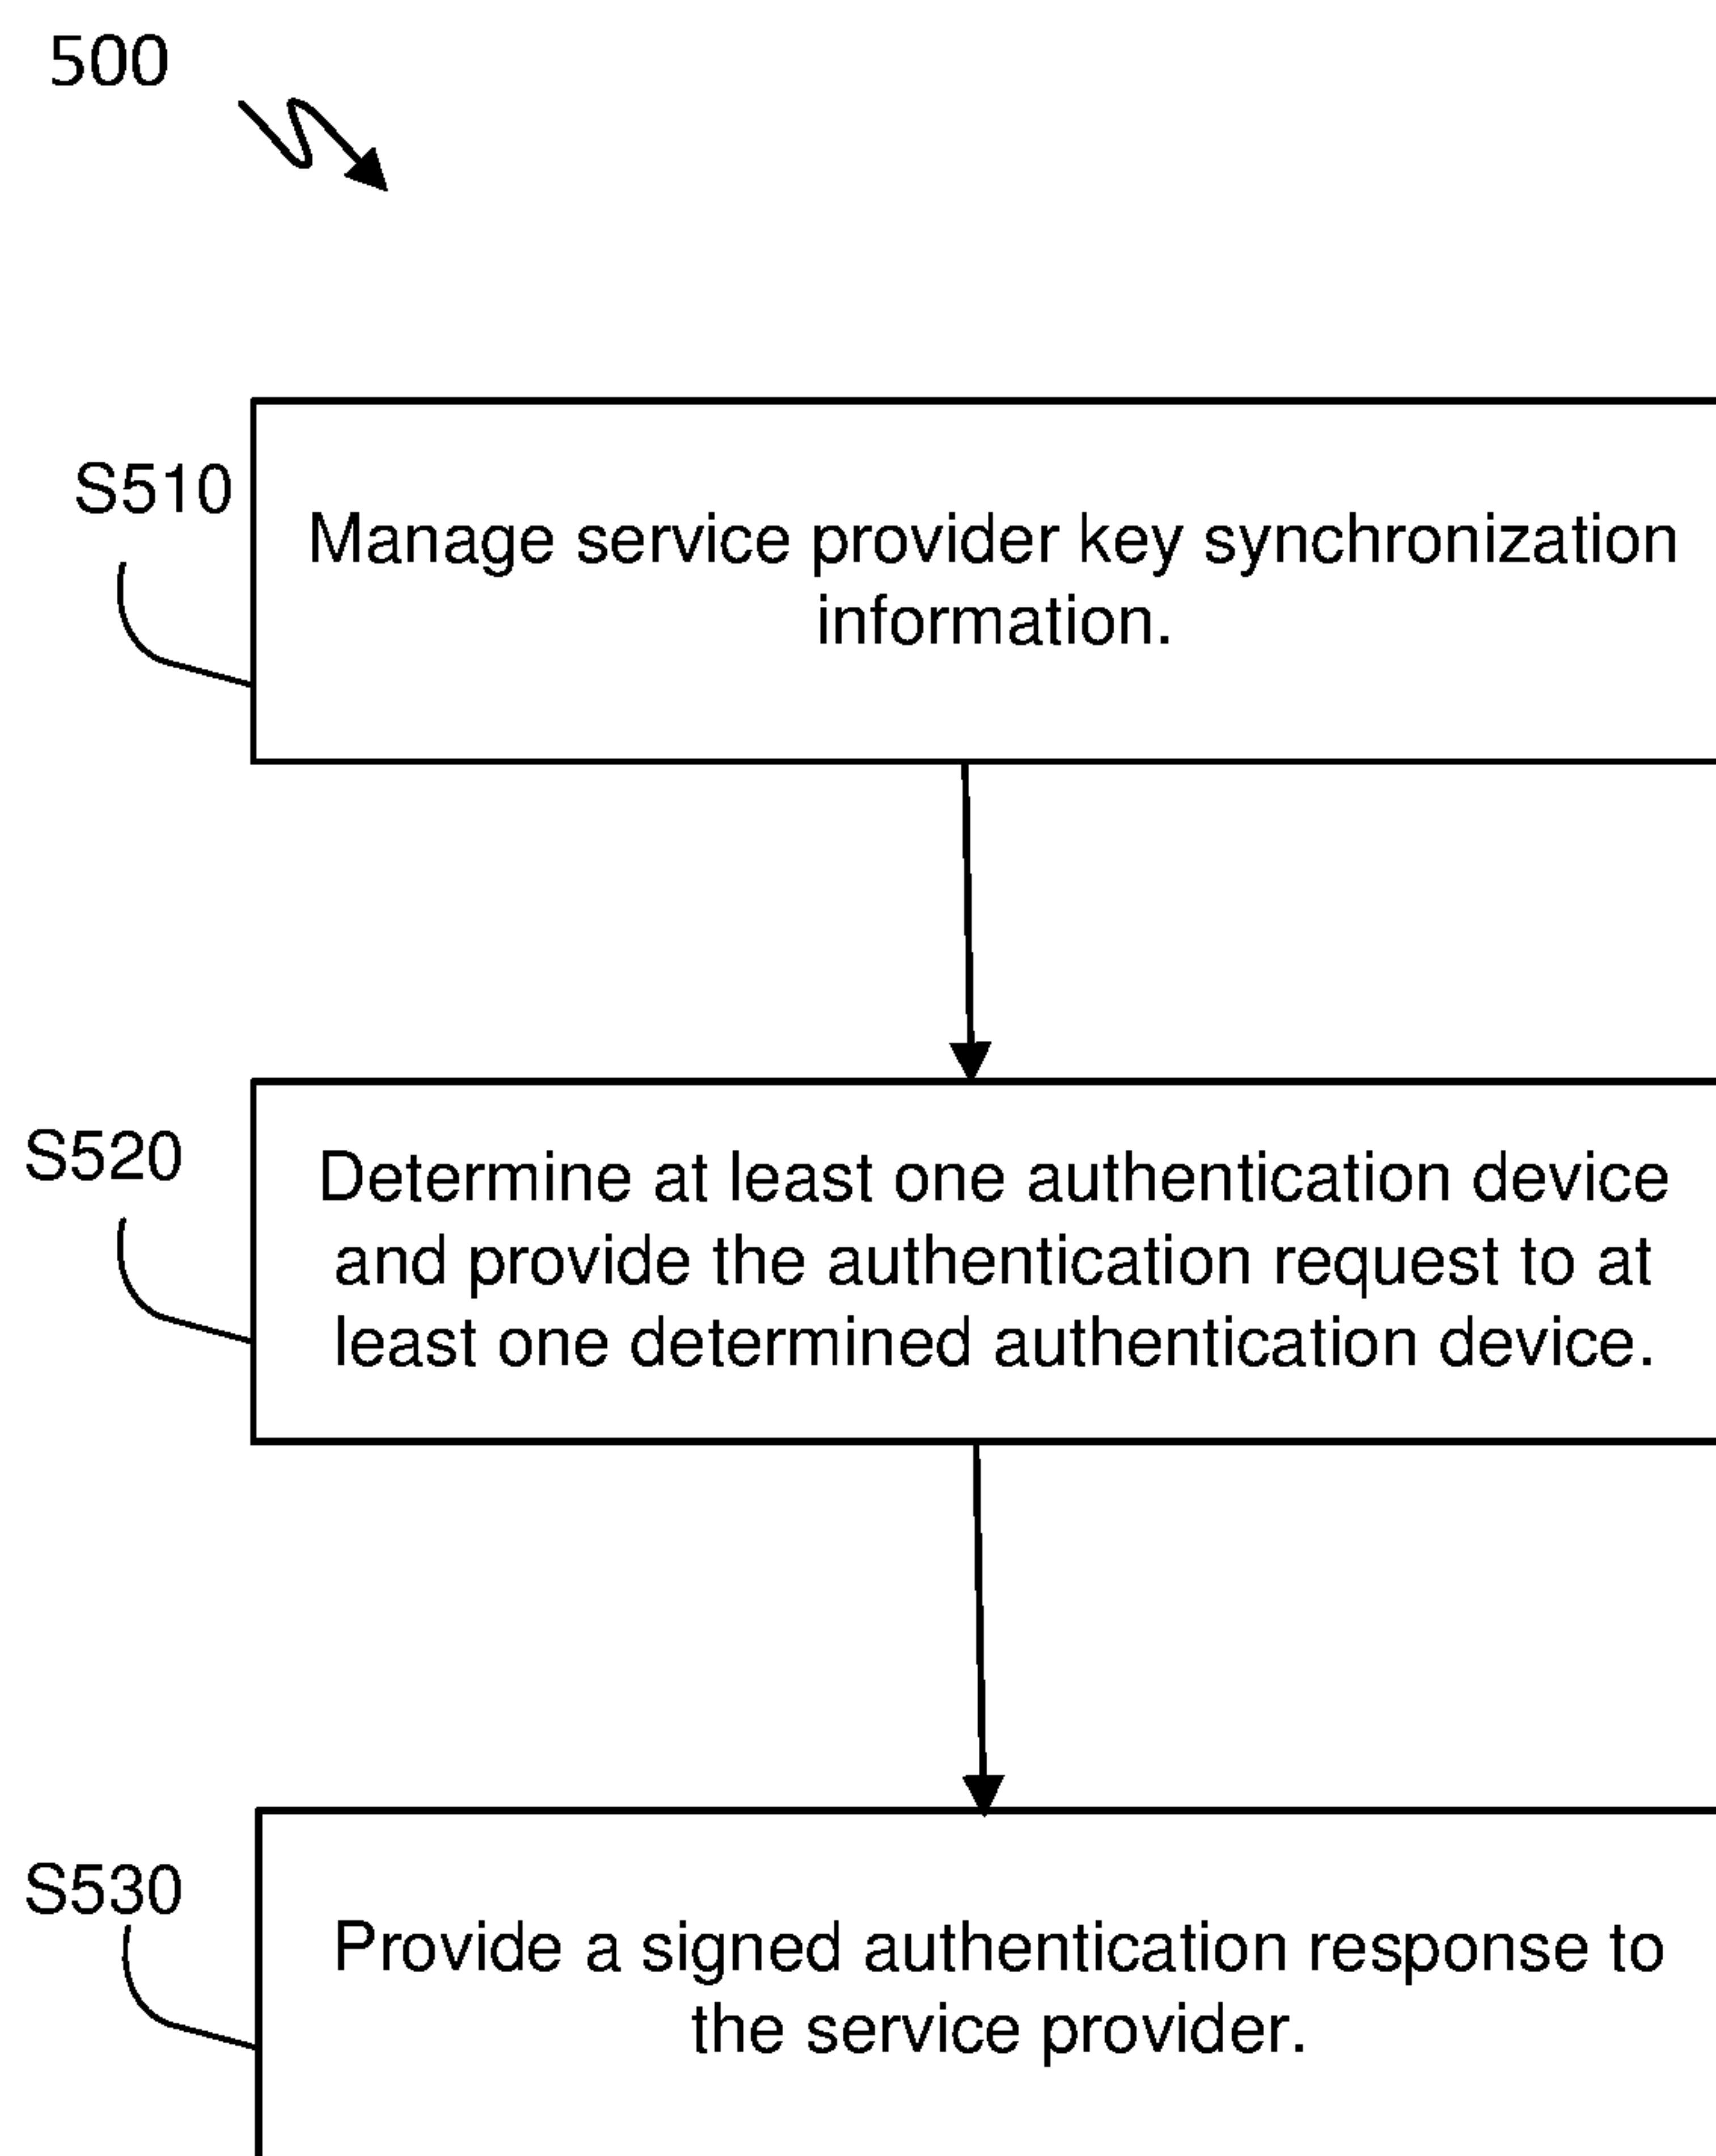 500
S510
Manage service provider key synchronization
information.
S520
Determine at least one authentication device
and provide the authentication request to at
least one determined authentication device.
S530
Provide a signed authentication response to
the service provider.